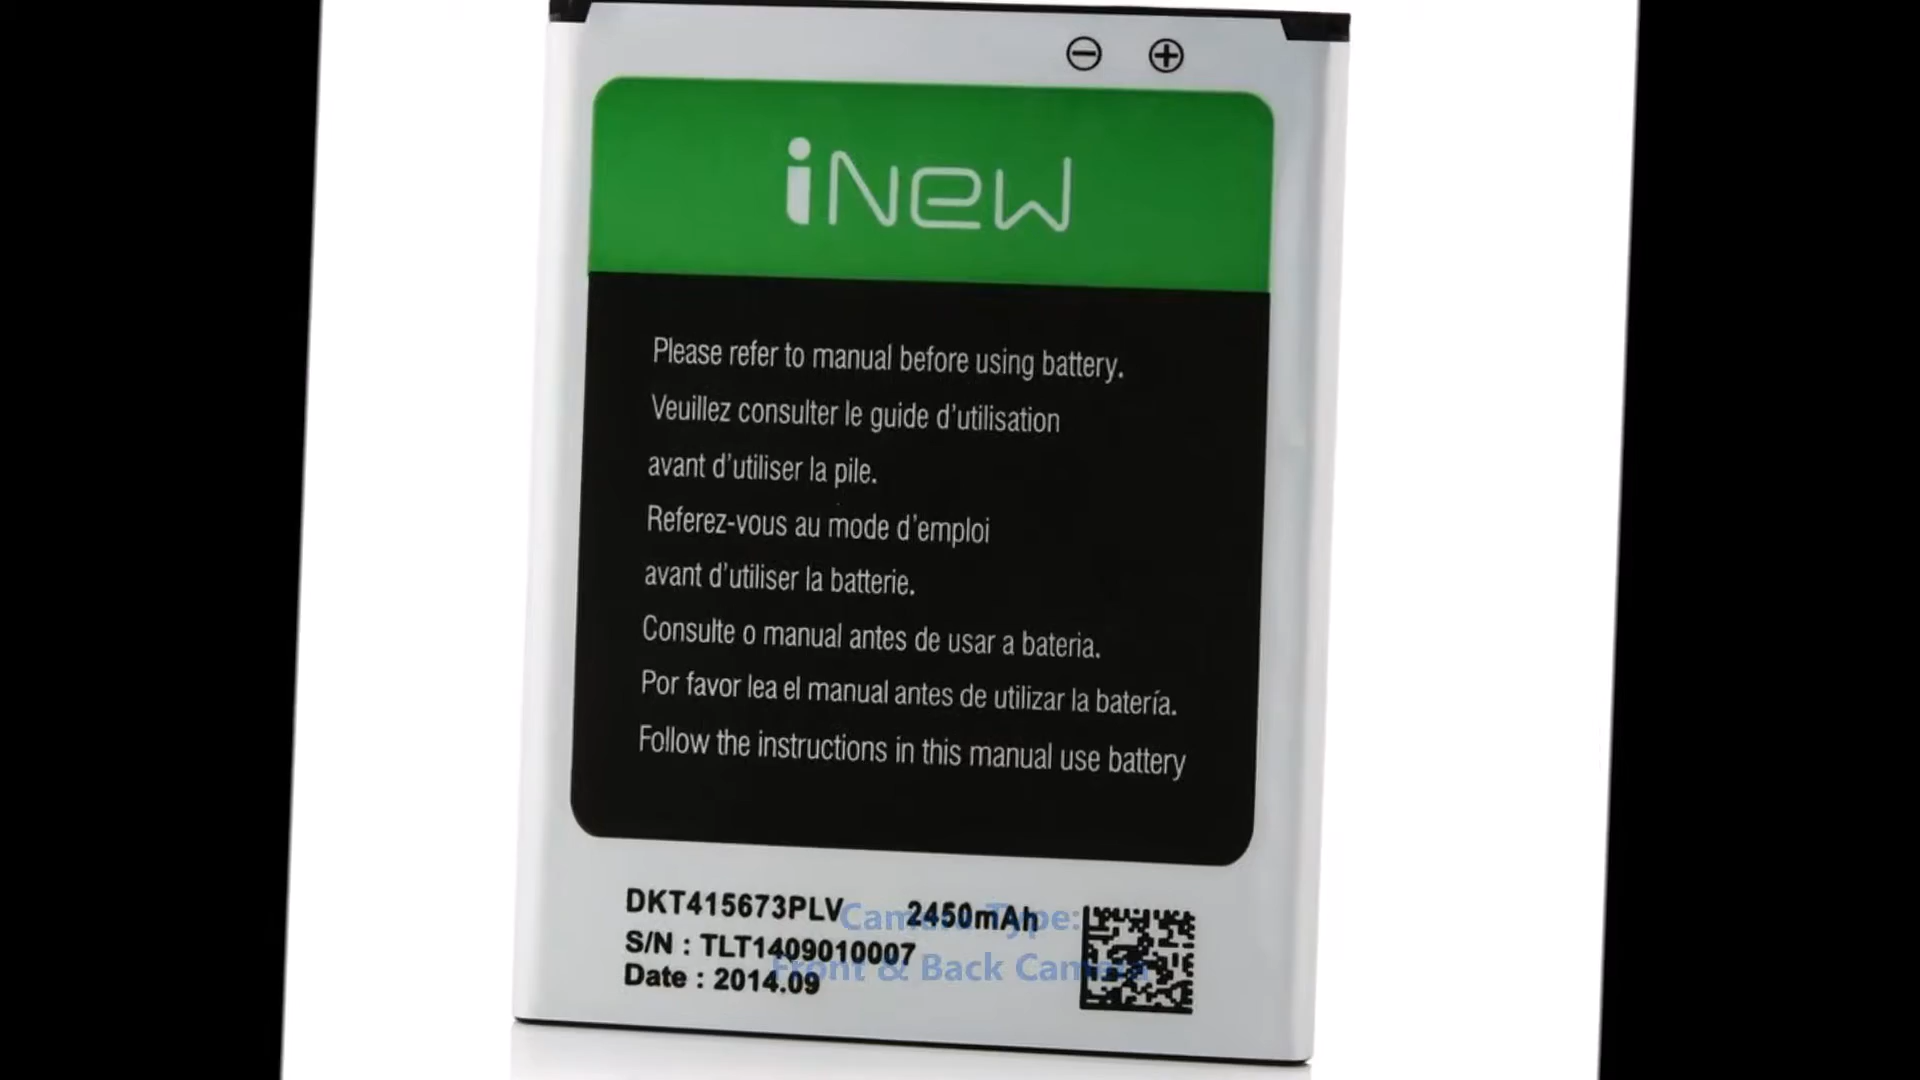 iNew
Please refer to manual before using battery.
Veuillez consulter le guide d'utilisation
avant d'utiliser la pile.
Referez-vous au mode d'emploi
avant d'utiliser la batterie.
Consulte o manual antes de usar a bateria.
Por favor lea el manual antes de utilizar la batería.
Follow the instructions in this manual use battery
DKT415673PLV 2450mAh
S/N : TLT1409010007
Date : 2014.09
Camera Type:
Front & Back Camera